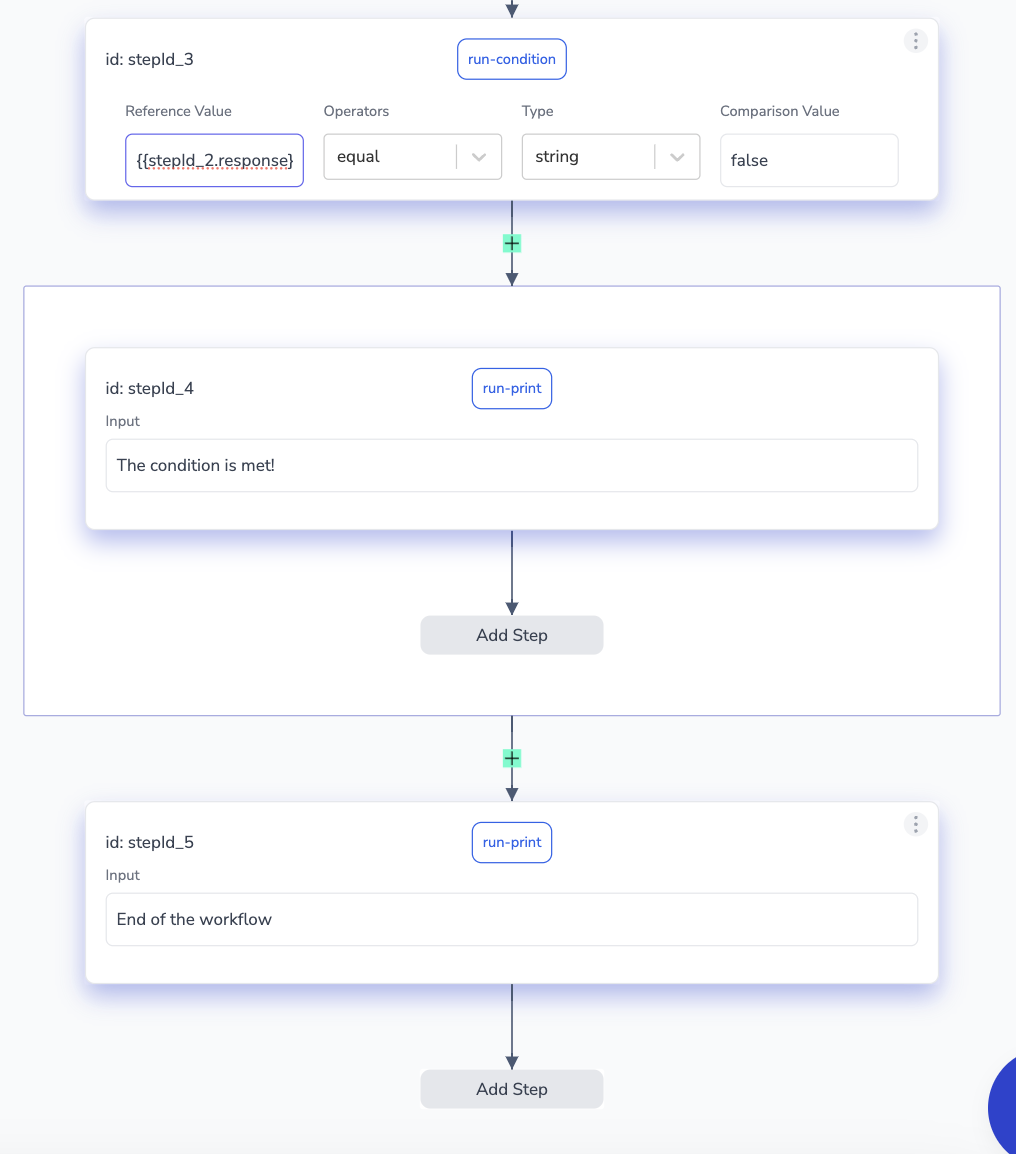 id: stepId_3
run-condition
Reference Value Operators Type Comparison Value
{{stepId_2.response} equal string false
+
id: stepId_4
run-print
Input
The condition is met!
Add Step
+
id: stepId_5
run-print
Input
End of the workflow
Add Step